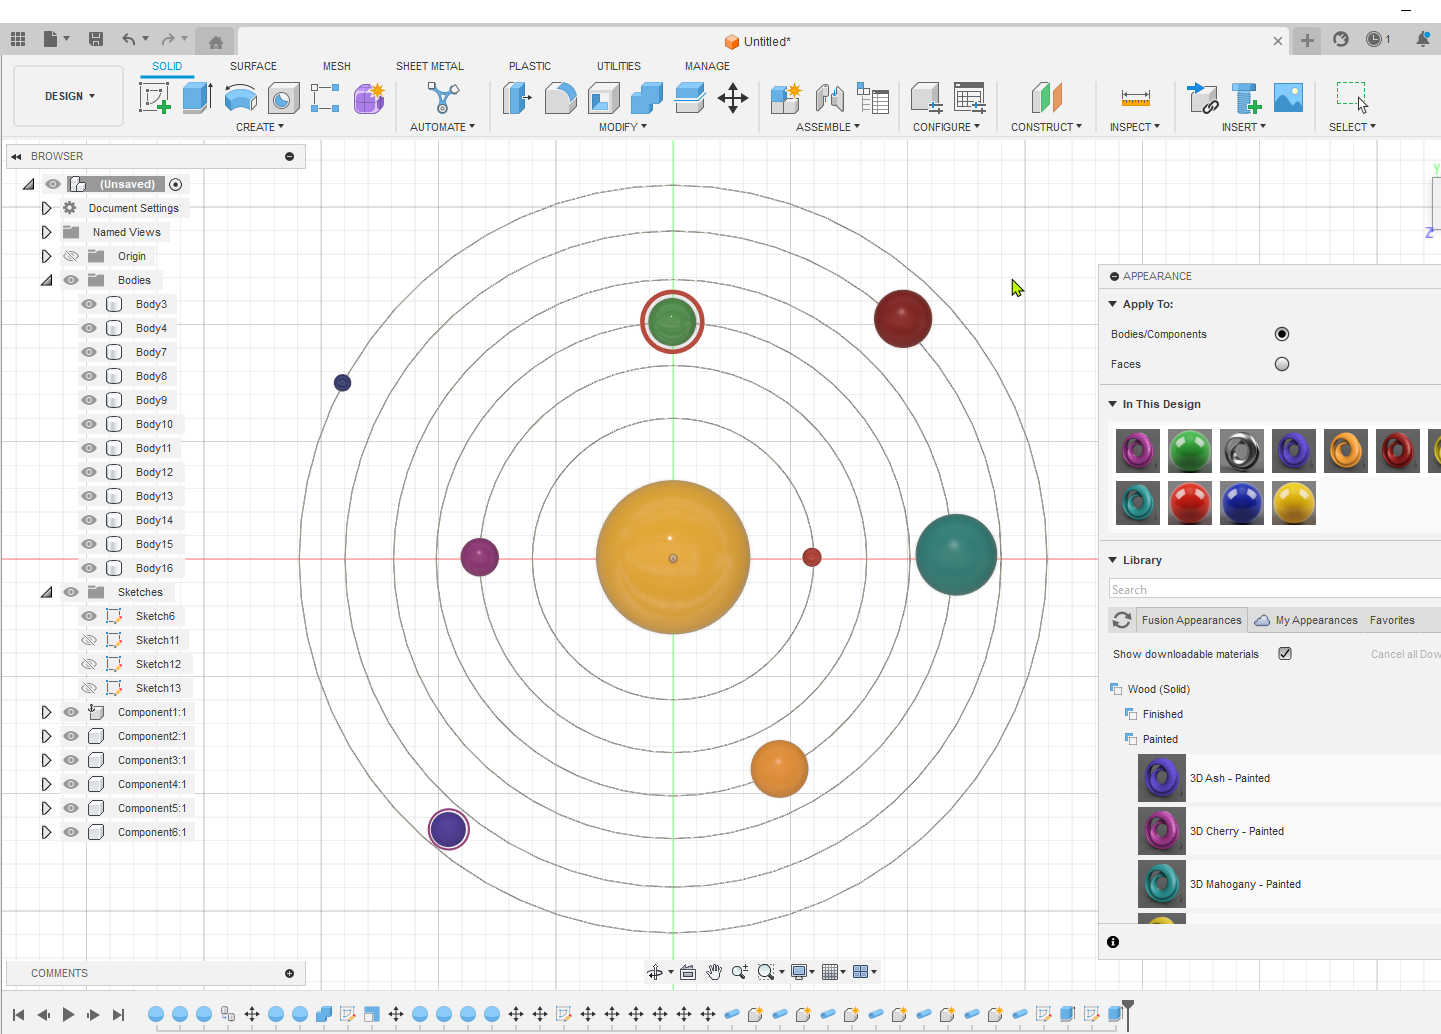 Untitled*
1
SOLID SURFACE MESH SHEET METAL PLASTIC UTILITIES MANAGE
DESIGN
CREATE AUTOMATE MODIFY ASSEMBLE CONFIGURE CONSTRUCT INSPECT INSERT SELECT
BROWSER
(Unsaved)
Document Settings
Named Views
Origin
Bodies
Body3
Body4
Body7
Body8
Body9
Body10
Body11
Body12
Body13
Body14
Body15
Body16
Sketches
Sketch6
Sketch11
Sketch12
Sketch13
Component1:1
Component2:1
Component3:1
Component4:1
Component5:1
Component6:1
COMMENTS
Y
Z
APPEARANCE
Apply To:
Bodies/Components
Faces
In This Design
Library
Search
Fusion Appearances My Appearances Favorites
Show downloadable materials Cancel all Dow
Wood (Solid)
Finished
Painted
3D Ash - Painted
3D Cherry - Painted
3D Mahogany - Painted